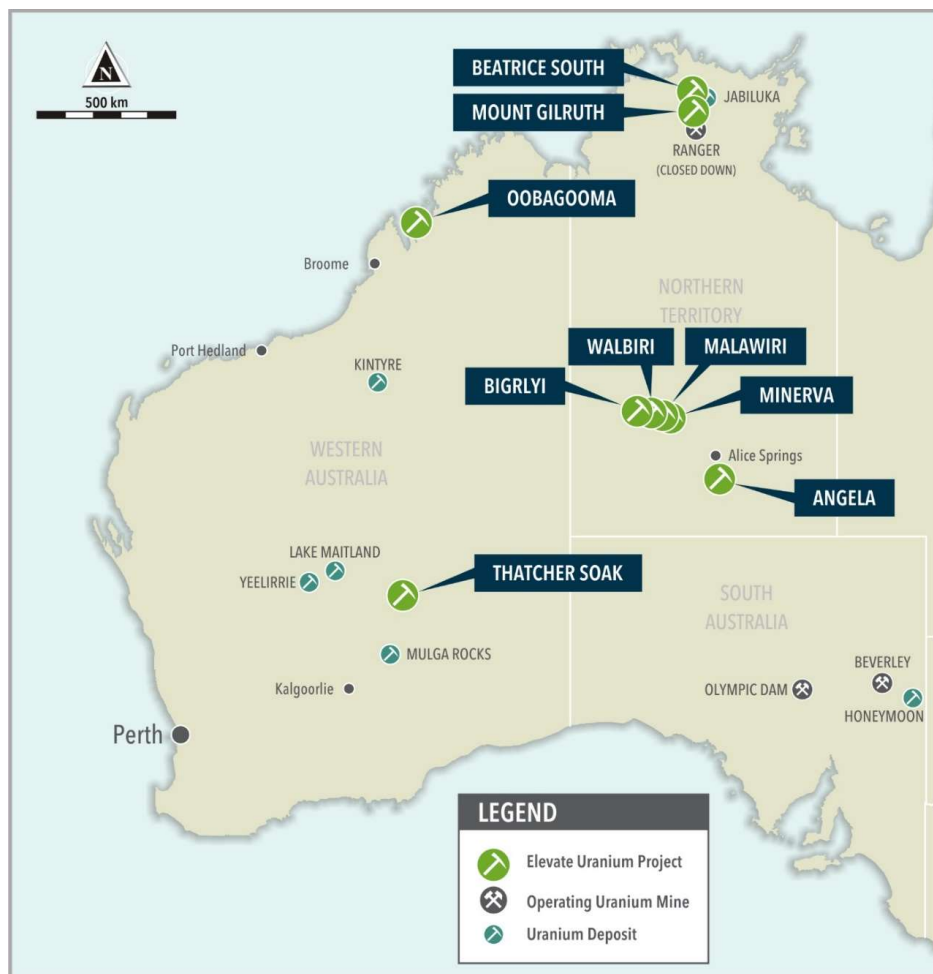 N
500 km
BEATRICE SOUTH
MOUNT GILRUTH
JABILUKA
RANGER
(CLOSED DOWN)
OOBAGOOMA
Broome
NORTHERN
TERRITORY
Port Hedland
KINTYRE
WALBIRI
MALAWIRI
BIGRLYI
MINERVA
WESTERN
AUSTRALIA
Alice Springs
ANGELA
LAKE MAITLAND
YEELIRRIE
THATCHER SOAK
SOUTH
AUSTRALIA
MULGA ROCKS
Kalgoorlie
BEVERLEY
OLYMPIC DAM
HONEYMOON
Perth
LEGEND
Elevate Uranium Project
Operating Uranium Mine
Uranium Deposit